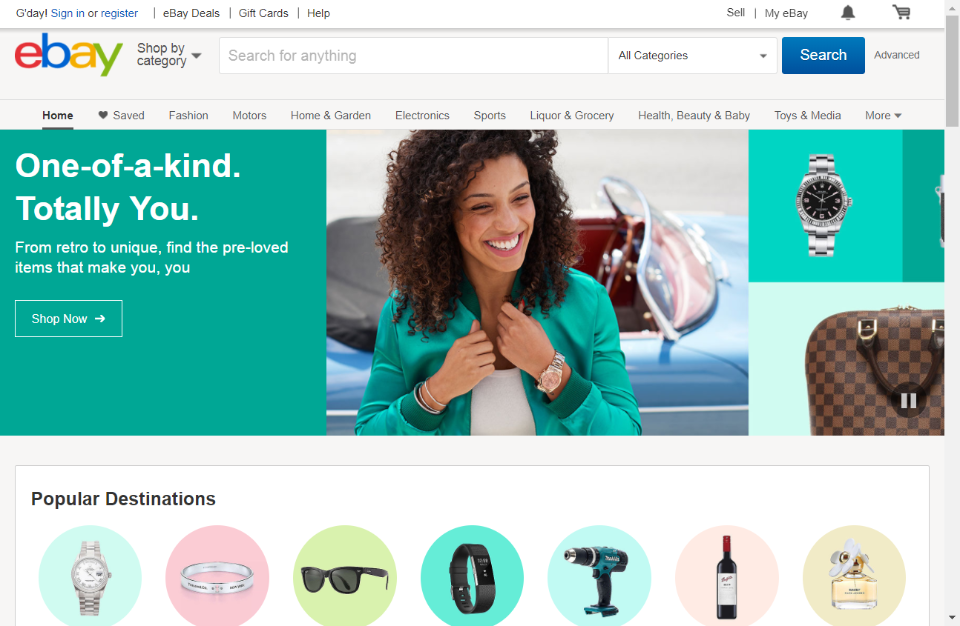 G'day! Sign in or register | eBay Deals | Gift Cards | Help
Sell | My eBay
ebay
Shop by
category
Search for anything
All Categories
Search
Advanced
Home
Saved
Fashion
Motors
Home & Garden
Electronics
Sports
Liquor & Grocery
Health, Beauty & Baby
Toys & Media
More
One-of-a-kind.
Totally You.
From retro to unique, find the pre-loved
items that make you, you
Shop Now
Popular Destinations